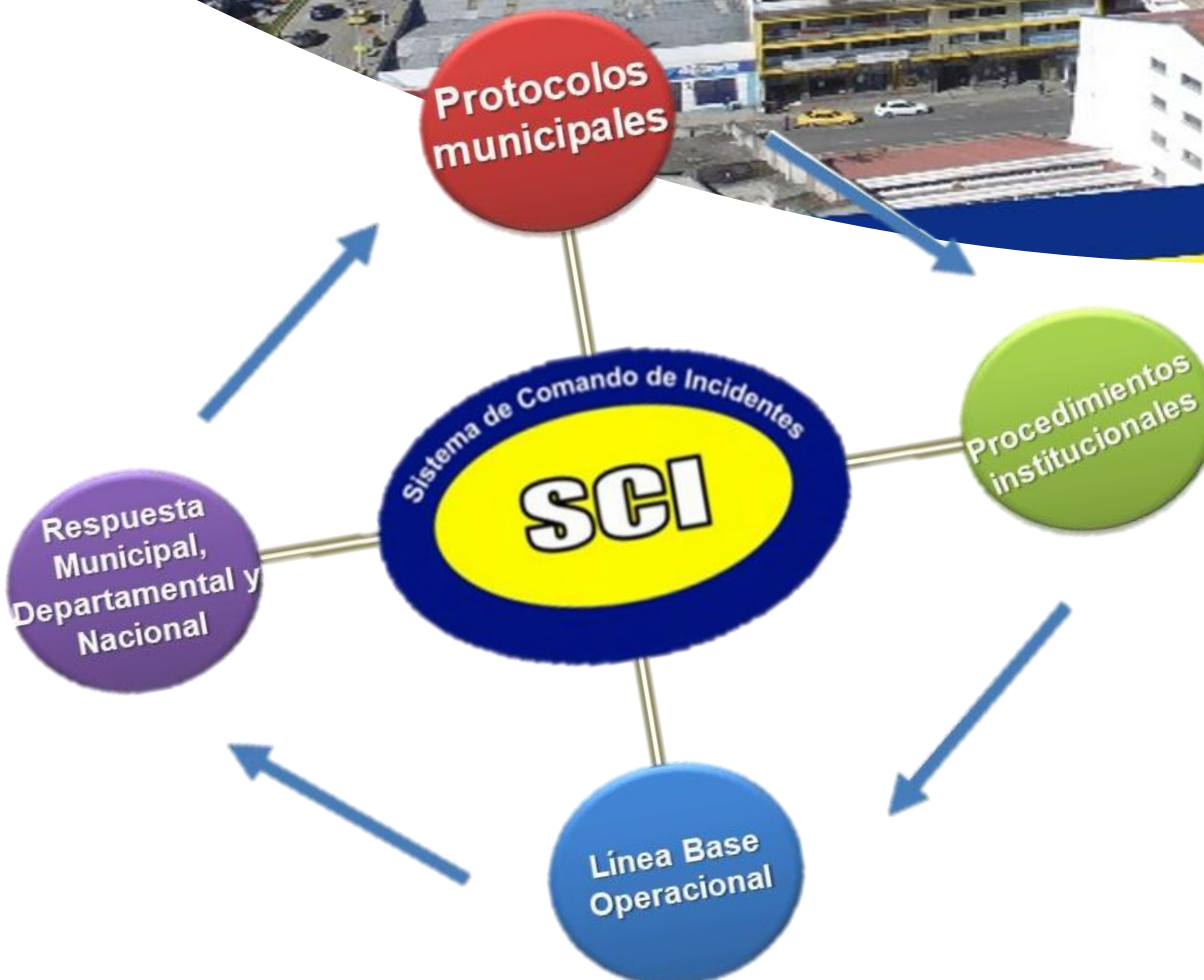 Protocolos
municipales
Procedimientos
institucionales
Sistema de Comando de Incidentes
SCI
Respuesta
Municipal,
Departamental y
Nacional
Línea Base
Operacional